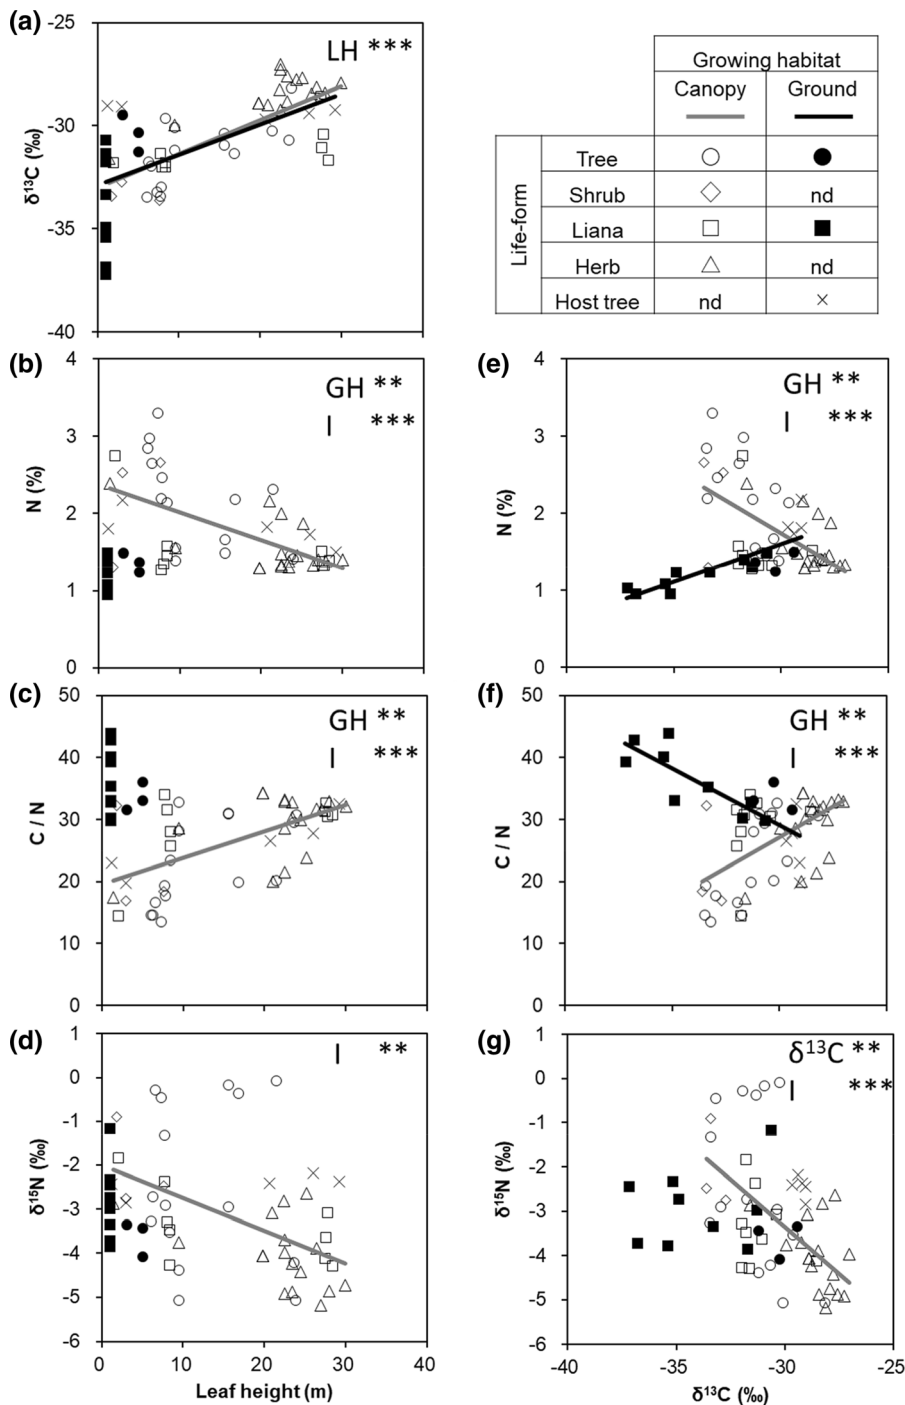 (a)
-25
-30
-35
-40
δ¹³C (‰)
LH ***
Growing habitat
Canopy Ground
Life-form
Tree
Shrub nd
Liana
Herb nd
Host tree nd
(b)
4
3
2
1
0
N (%)
GH **
I ***
(e)
4
3
2
1
0
N (%)
GH **
I ***
(c)
50
40
30
20
10
0
C / N
GH **
I ***
(f)
50
40
30
20
10
0
C / N
GH **
I ***
(d)
1
0
-1
-2
-3
-4
-5
-6
δ¹⁵N (‰)
I **
0 10 20 30 40
Leaf height (m)
(g)
1
0
-1
-2
-3
-4
-5
-6
δ¹⁵N (‰)
δ¹³C **
I ***
-40 -35 -30 -25
δ¹³C (‰)